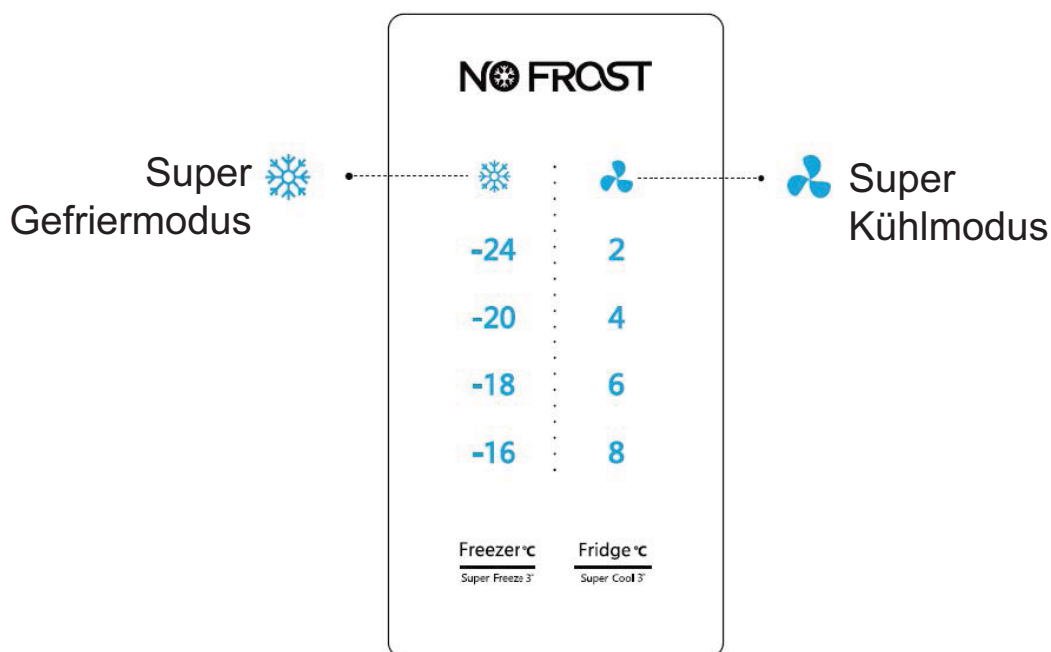 NO FROST
Super
Gefriermodus
Super
Kühlmodus
-24 2
-20 4
-18 6
-16 8
Freezer °C Fridge °C
Super Freeze 3" Super Cool 3"